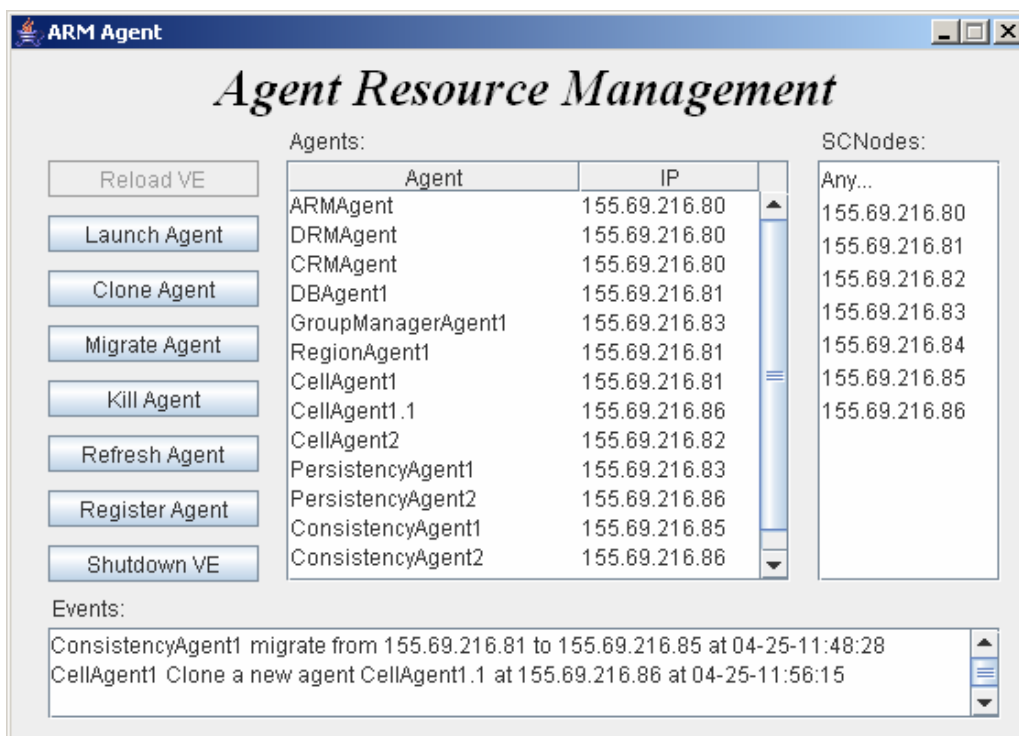 ARM Agent
Agent Resource Management
Agents:
SCNodes:
Reload VE
Launch Agent
Clone Agent
Migrate Agent
Kill Agent
Refresh Agent
Register Agent
Shutdown VE
Agent IP
ARMAgent 155.69.216.80
DRMAgent 155.69.216.80
CRMAgent 155.69.216.80
DBAgent1 155.69.216.81
GroupManagerAgent1 155.69.216.83
RegionAgent1 155.69.216.81
CellAgent1 155.69.216.81
CellAgent1.1 155.69.216.86
CellAgent2 155.69.216.82
PersistencyAgent1 155.69.216.83
PersistencyAgent2 155.69.216.86
ConsistencyAgent1 155.69.216.85
ConsistencyAgent2 155.69.216.86
Any...
155.69.216.80
155.69.216.81
155.69.216.82
155.69.216.83
155.69.216.84
155.69.216.85
155.69.216.86
Events:
ConsistencyAgent1 migrate from 155.69.216.81 to 155.69.216.85 at 04-25-11:48:28
CellAgent1 Clone a new agent CellAgent1.1 at 155.69.216.86 at 04-25-11:56:15